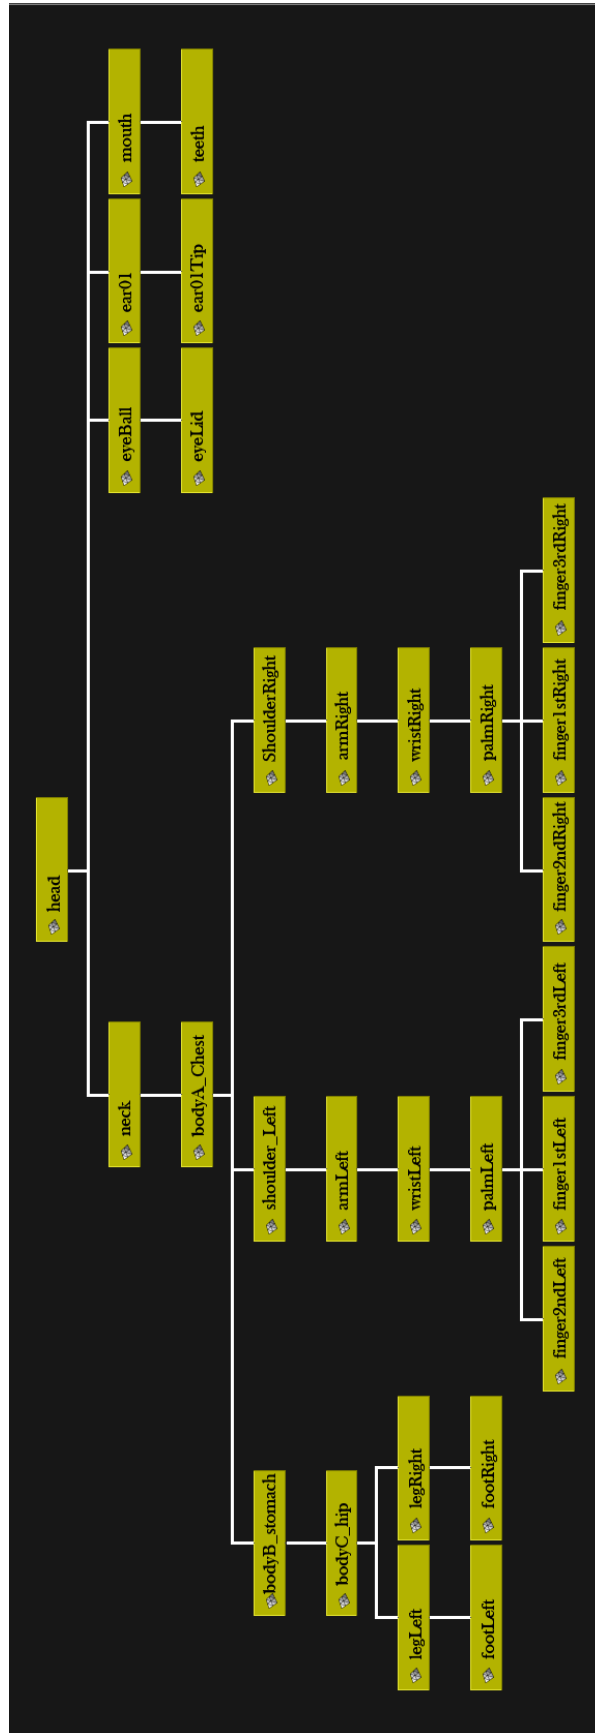 head
neck
eyeBall
ear01
mouth
bodyA_Chest
eyeLid
ear01Tip
teeth
bodyB_stomach
shoulder_Left
ShoulderRight
bodyC_hip
armLeft
armRight
legLeft
legRight
wristLeft
wristRight
footLeft
footRight
palmLeft
palmRight
finger2ndLeft
finger1stLeft
finger3rdLeft
finger2ndRight
finger1stRight
finger3rdRight